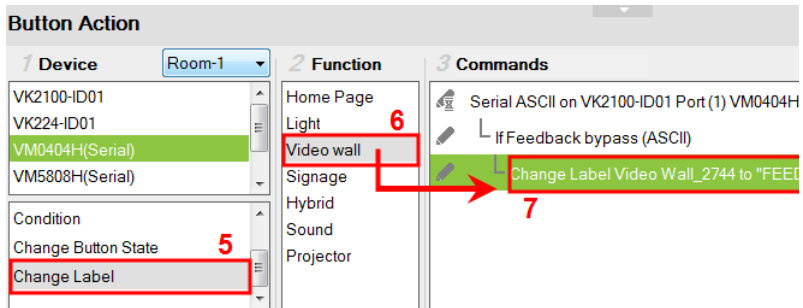 Button Action
1 Device
Room-1
2 Function
3 Commands
VK2100-ID01
VK224-ID01
VM0404H(Serial)
VM5808H(Serial)
Condition
Change Button State
5
Change Label
Home Page
Light
6
Video wall
Signage
Hybrid
Sound
Projector
Serial ASCII on VK2100-ID01 Port (1) VM0404H
If Feedback bypass (ASCII)
Change Label Video Wall_2744 to "FEED
7